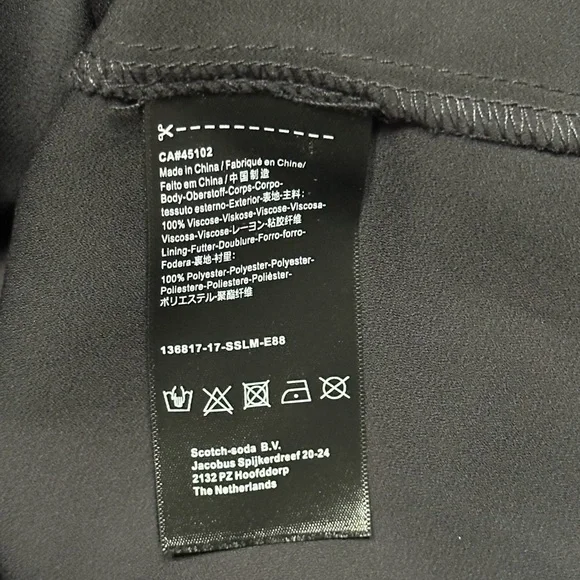 CA#45102
Made in China / Fabriqué en Chine/
Feito em China / 中国制造
Body-Oberstoff-Corps-Corpo-
tessuto esterno-Exterior-表地-主料:
100% Viscose-Viskose-Viscose-Viscosa-
Viscosa-Viscose-レーヨン-粘胶纤维
Lining-Futter-Doublure-Forro-forro-
Fodera-裏地-衬里:
100% Polyester-Polyester-Polyester-
Poliestere-Poliestere-Poliéster-
ポリエステル-聚酯纤维
136817-17-SSLM-E88
Scotch-soda B.V.
Jacobus Spijkerdreef 20-24
2132 PZ Hoofddorp
The Netherlands